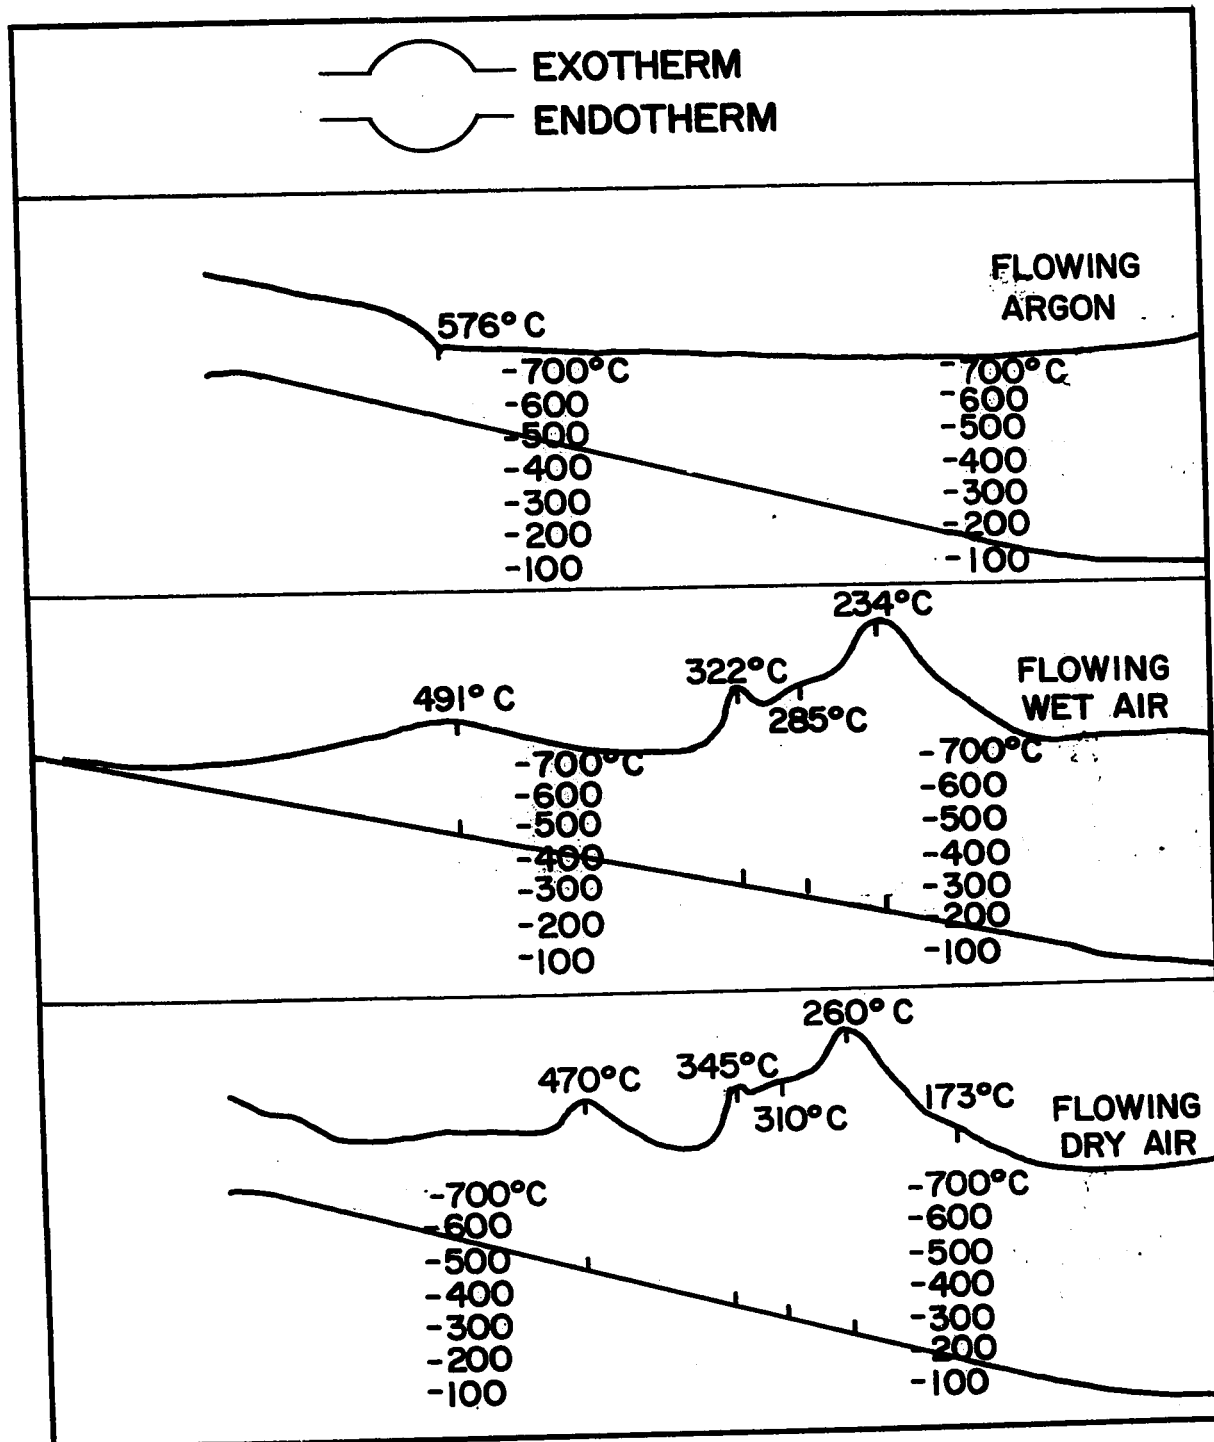 EXOTHERM
ENDOTHERM
FLOWING
ARGON
576° C
-700°C
-600
-500
-400
-300
-200
-100
-700°C
-600
-500
-400
-300
-200
-100
234°C
322°C
285°C
491° C
FLOWING
WET AIR
-700°C
-600
-500
-400
-300
-200
-100
-700°C
-600
-500
-400
-300
-200
-100
260° C
345°C
310°C
470°C
173°C
FLOWING
DRY AIR
-700°C
-600
-500
-400
-300
-200
-100
-700°C
-600
-500
-400
-300
-200
-100